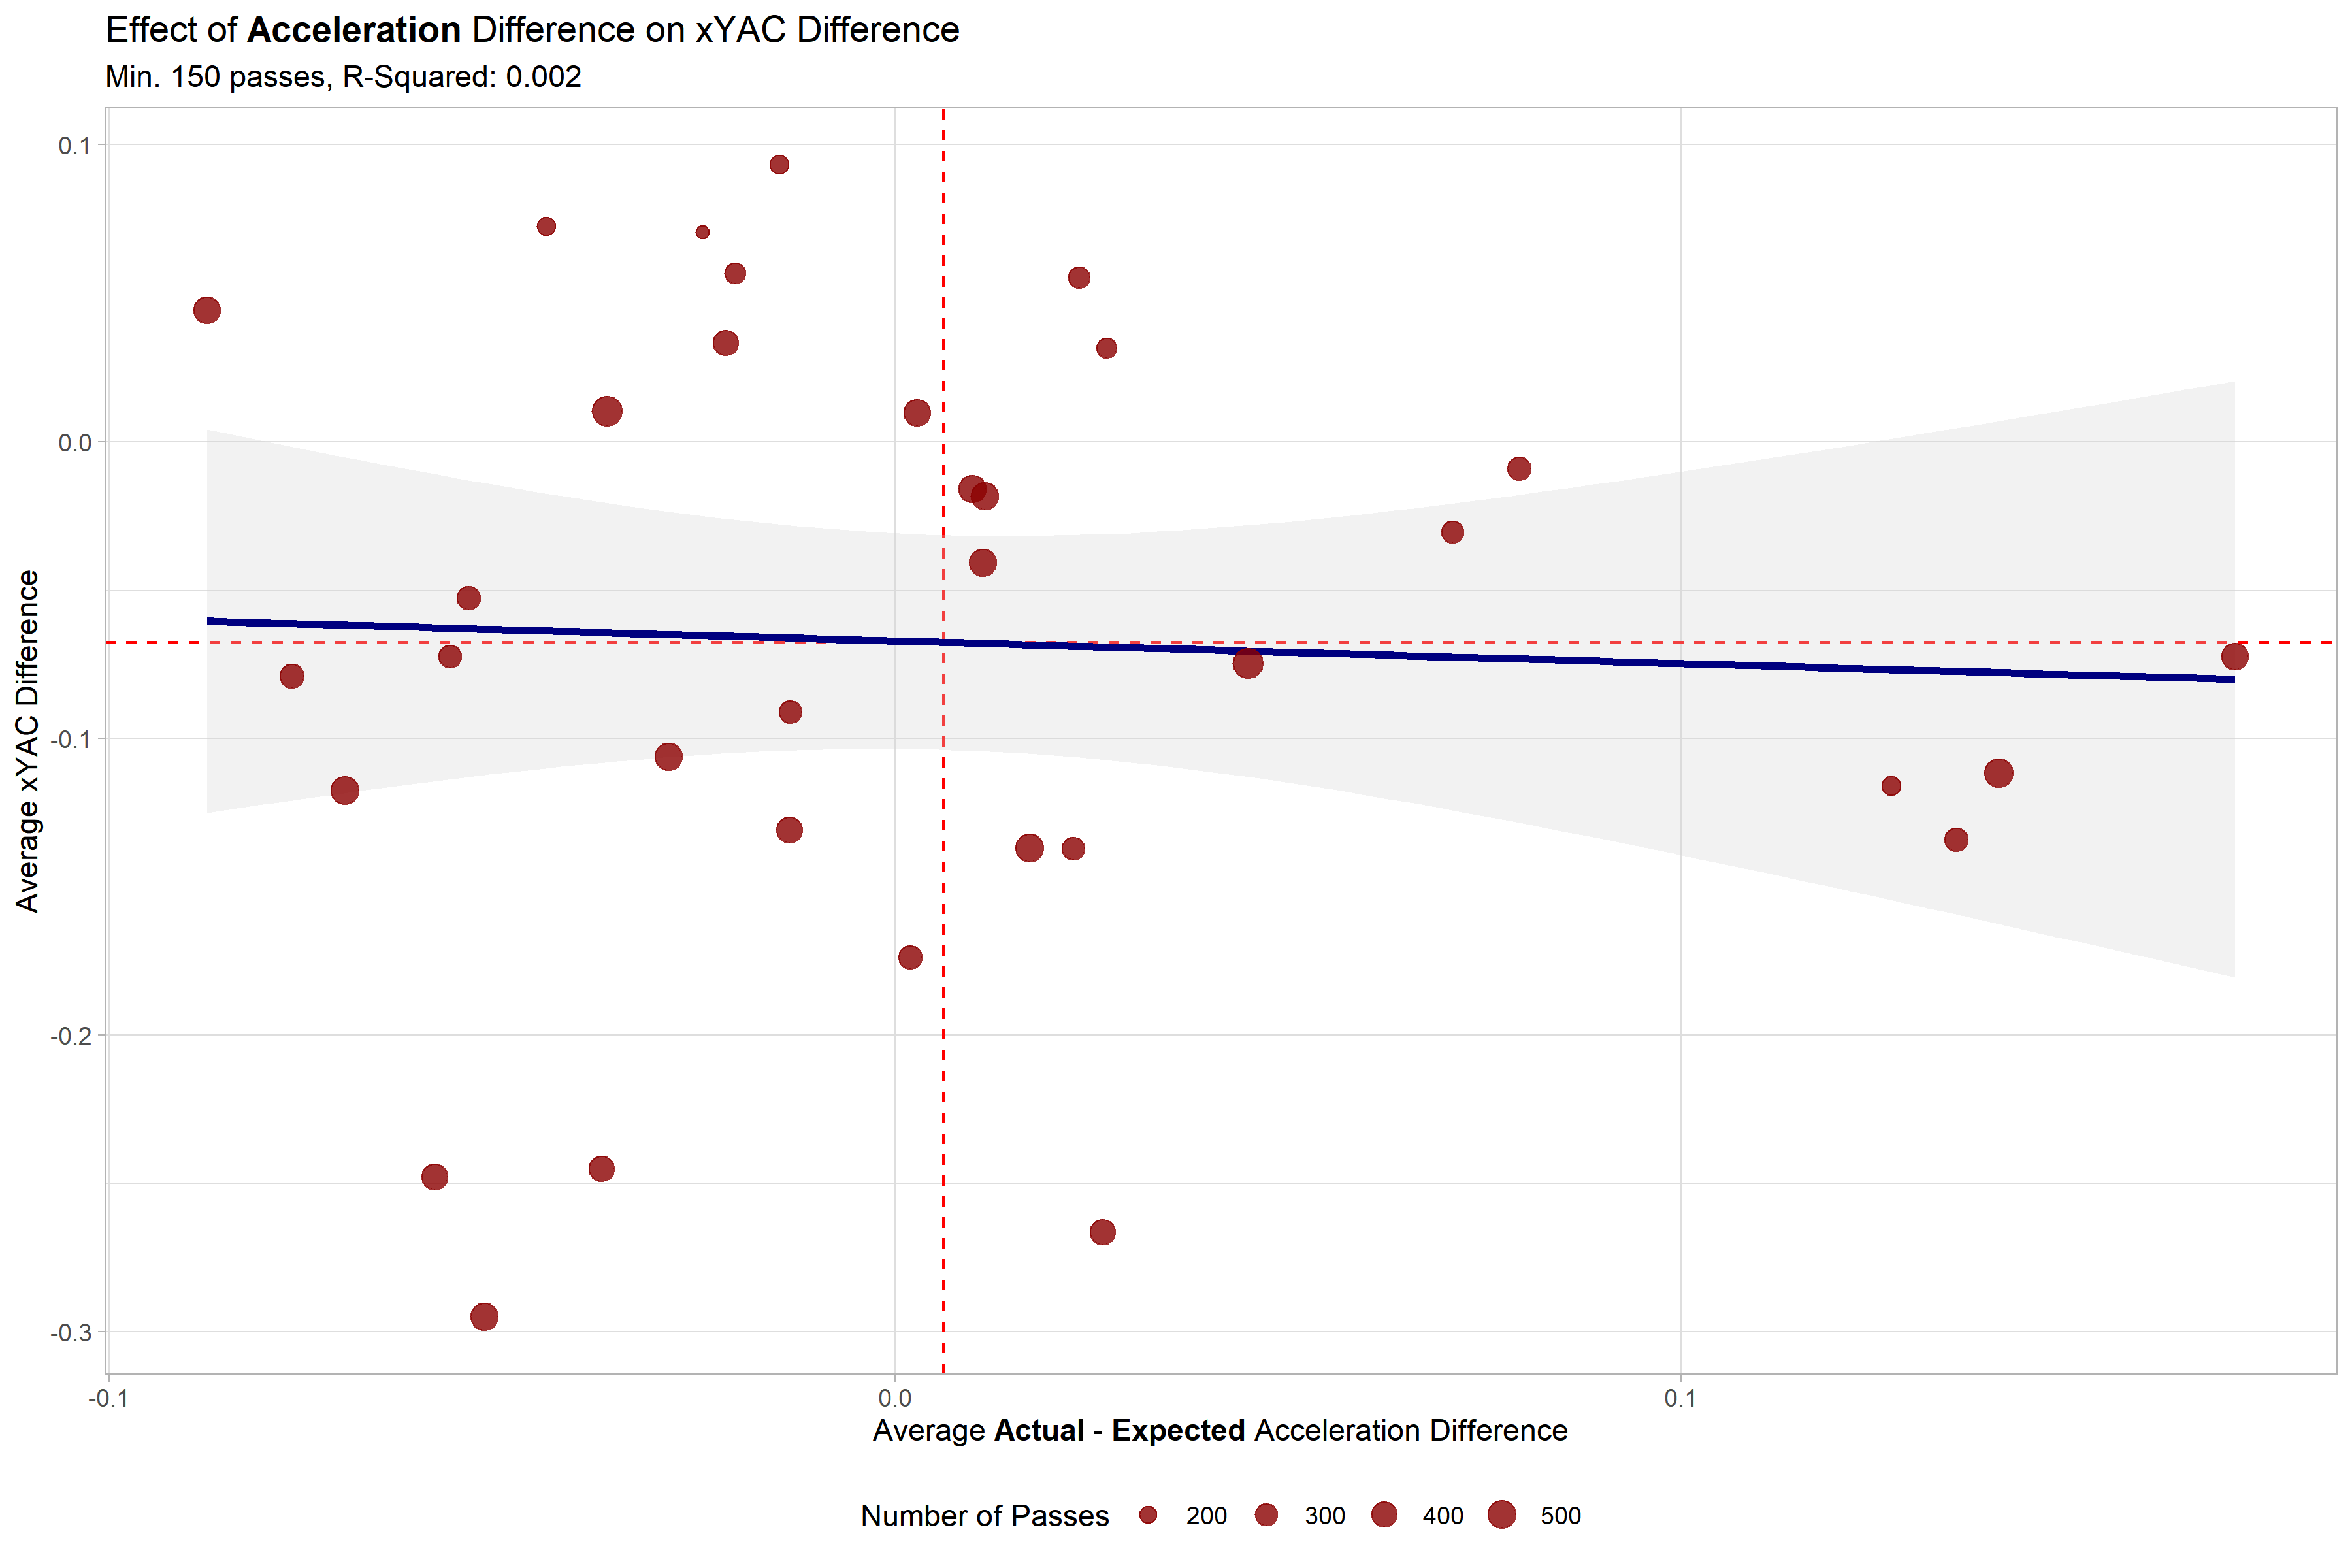 Effect of Acceleration Difference on xYAC Difference
Min. 150 passes, R-Squared: 0.002
Average xYAC Difference
0.1
0.0
-0.1
-0.2
-0.3
-0.1 0.0 0.1
Average Actual - Expected Acceleration Difference
Number of Passes 200 300 400 500